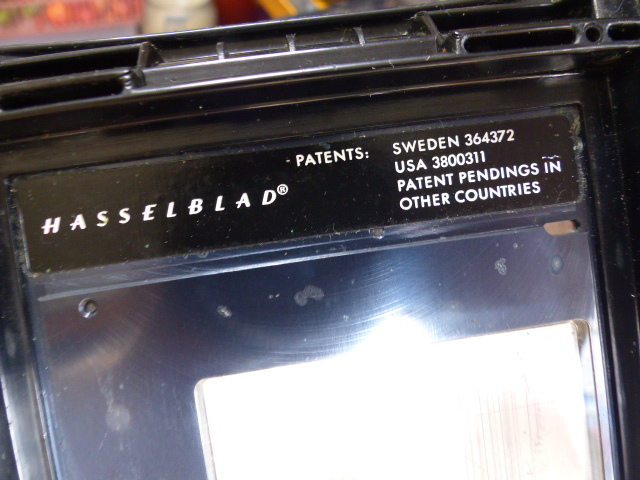 PATENTS: SWEDEN 364372
USA 3800311
PATENT PENDINGS IN
OTHER COUNTRIES
HASSELBLAD®